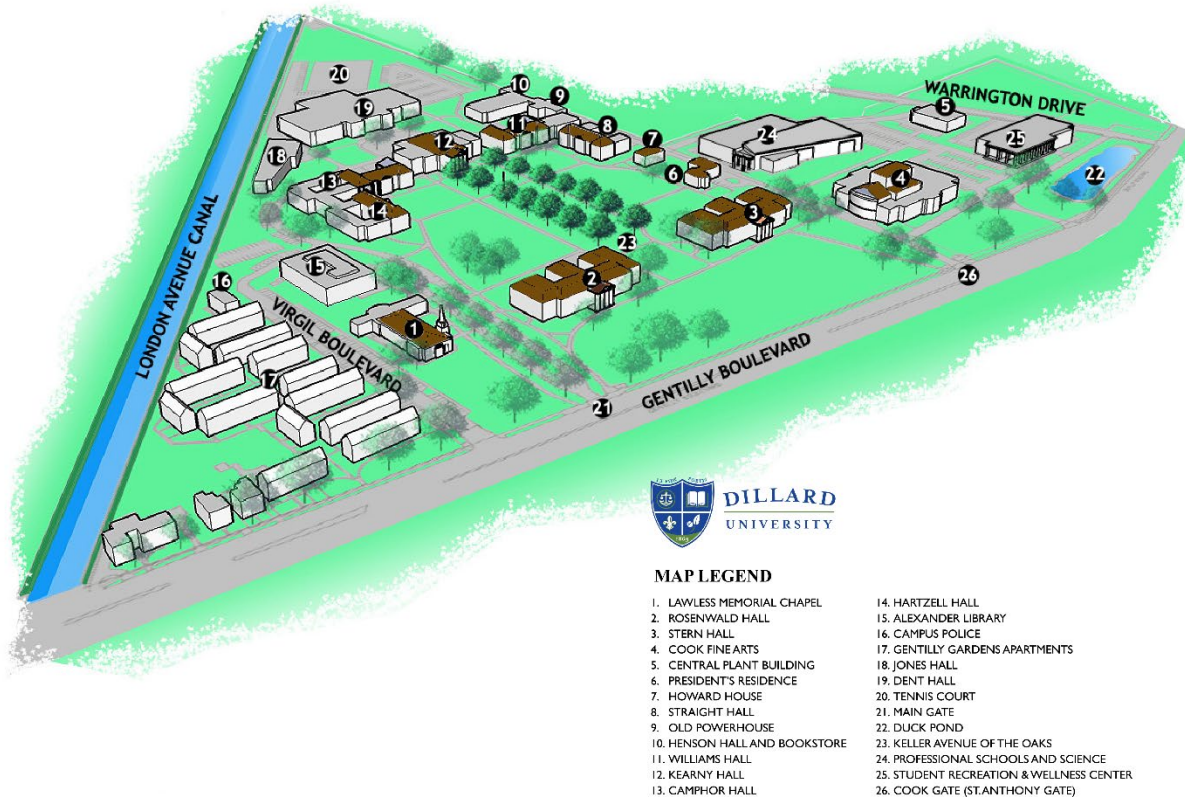 20
19
10
9
11
8
12
7
18
13
14
6
24
WARRINGTON DRIVE
5
25
4
22
3
23
2
26
LONDON AVENUE CANAL
16
15
VIRGIL BOULEVARD
1
17
21
GENTILLY BOULEVARD
DILLARD
UNIVERSITY
MAP LEGEND
1. LAWLESS MEMORIAL CHAPEL
2. ROSENWALD HALL
3. STERN HALL
4. COOK FINE ARTS
5. CENTRAL PLANT BUILDING
6. PRESIDENT'S RESIDENCE
7. HOWARD HOUSE
8. STRAIGHT HALL
9. OLD POWERHOUSE
10. HENSON HALL AND BOOKSTORE
11. WILLIAMS HALL
12. KEARNY HALL
13. CAMPHOR HALL
14. HARTZELL HALL
15. ALEXANDER LIBRARY
16. CAMPUS POLICE
17. GENTILLY GARDENS APARTMENTS
18. JONES HALL
19. DENT HALL
20. TENNIS COURT
21. MAIN GATE
22. DUCK POND
23. KELLER AVENUE OF THE OAKS
24. PROFESSIONAL SCHOOLS AND SCIENCE
25. STUDENT RECREATION & WELLNESS CENTER
26. COOK GATE (ST. ANTHONY GATE)